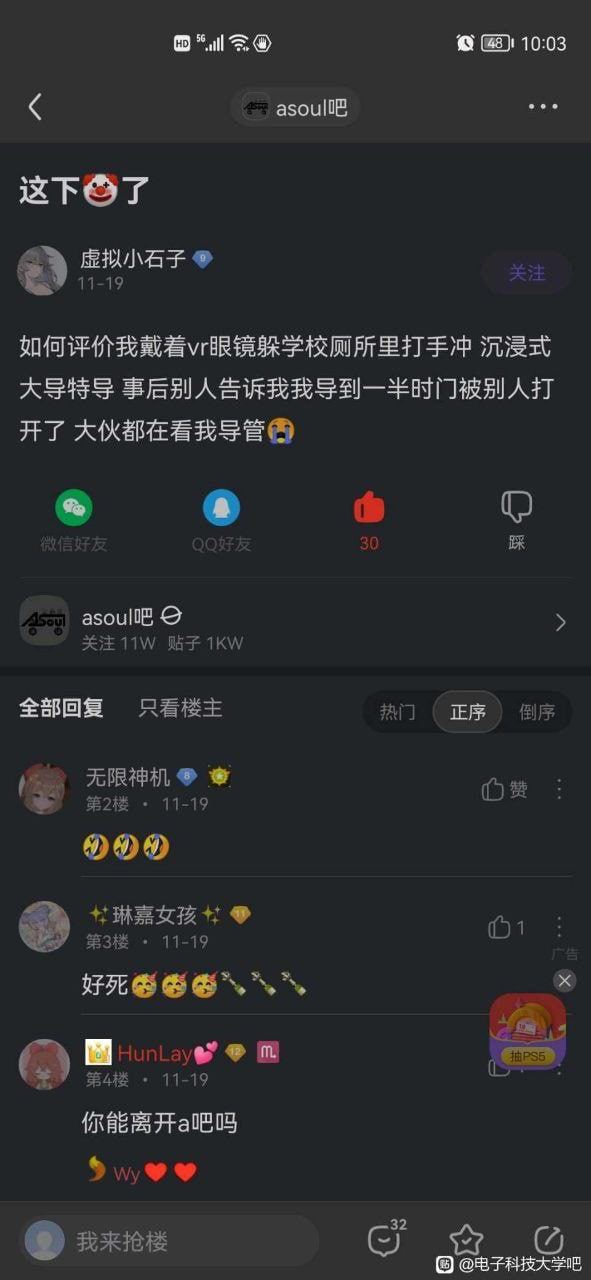 HD 5G 48 10:03
asoul吧
这下🤡了
虚拟小石子 9
11-19
关注
如何评价我戴着vr眼镜躲学校厕所里打手冲 沉浸式
大导特导 事后别人告诉我我导到一半时门被别人打
开了 大伙都在看我导管😭
微信好友 QQ好友 30 踩
asoul吧
关注 11W 贴子 1KW
全部回复 只看楼主 热门 正序 倒序
无限神机 8
第2楼 · 11-19 赞
🤣🤣🤣
✨琳嘉女孩✨ 11
第3楼 · 11-19 1
广告
好死🥳🥳🥳🍾🍾🍾
抽PS5
HunLay💕 12 ♏
第4楼 · 11-19
你能离开a吧吗
Wy❤️❤️
我来抢楼 32
贴 @电子科技大学吧